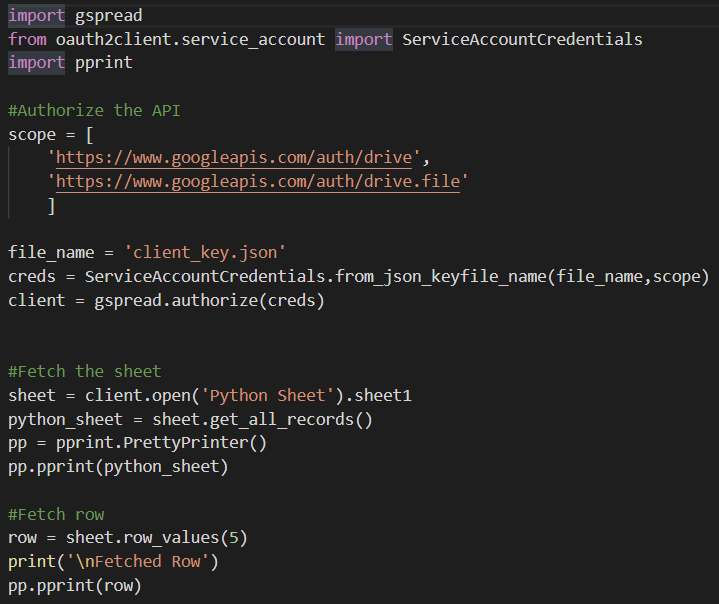 import gspread
from oauth2client.service_account import ServiceAccountCredentials
import pprint
#Authorize the API
scope = [
'https://www.googleapis.com/auth/drive',
'https://www.googleapis.com/auth/drive.file'
]
file_name = 'client_key.json'
creds = ServiceAccountCredentials.from_json_keyfile_name(file_name,scope)
client = gspread.authorize(creds)
#Fetch the sheet
sheet = client.open('Python Sheet').sheet1
python_sheet = sheet.get_all_records()
pp = pprint.PrettyPrinter()
pp.pprint(python_sheet)
#Fetch row
row = sheet.row_values(5)
print('\nFetched Row')
pp.pprint(row)